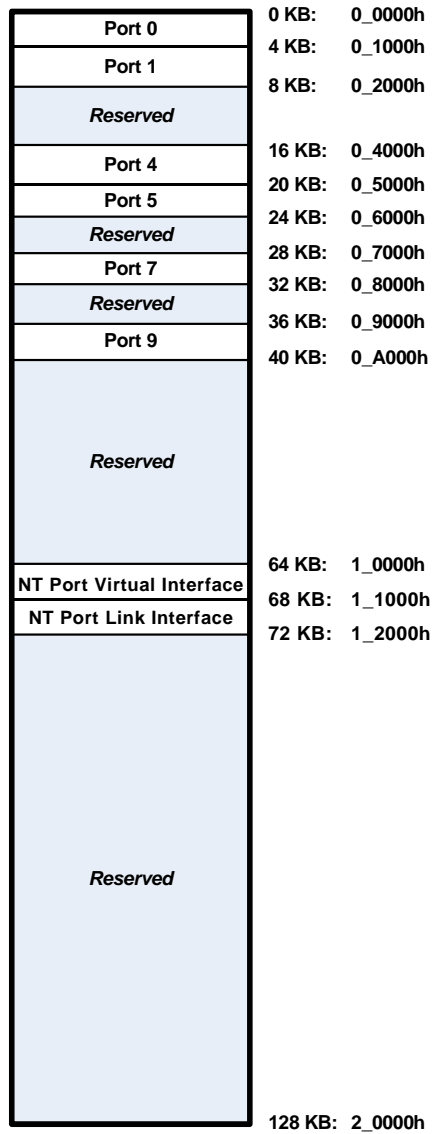 0 KB: 0_0000h
Port 0
4 KB: 0_1000h
Port 1
8 KB: 0_2000h
Reserved
16 KB: 0_4000h
Port 4
20 KB: 0_5000h
Port 5
24 KB: 0_6000h
Reserved
28 KB: 0_7000h
Port 7
32 KB: 0_8000h
Reserved
36 KB: 0_9000h
Port 9
40 KB: 0_A000h
Reserved
64 KB: 1_0000h
NT Port Virtual Interface
68 KB: 1_1000h
NT Port Link Interface
72 KB: 1_2000h
Reserved
128 KB: 2_0000h